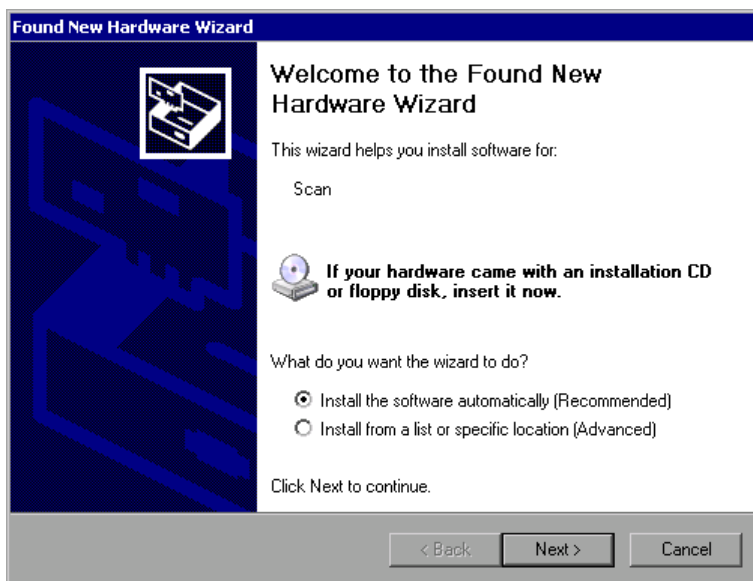 Found New Hardware Wizard
Welcome to the Found New
Hardware Wizard
This wizard helps you install software for:
Scan
If your hardware came with an installation CD
or floppy disk, insert it now.
What do you want the wizard to do?
Install the software automatically (Recommended)
Install from a list or specific location (Advanced)
Click Next to continue.
< Back
Next >
Cancel